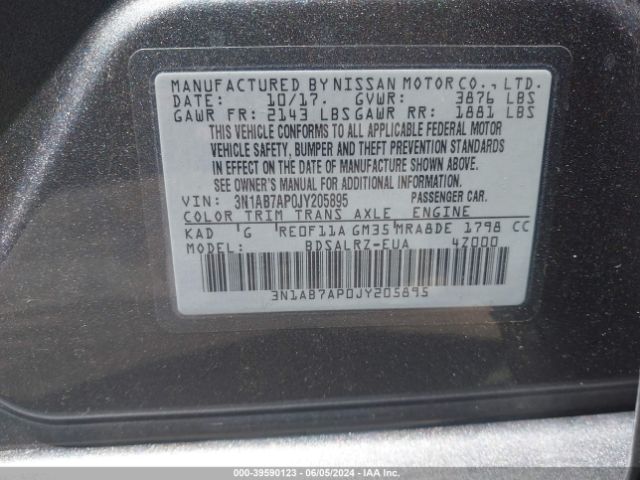 MANUFACTURED BY NISSAN MOTOR CO., LTD.
DATE: 10/17. GVWR: 3876 LBS
GAWR FR: 2143 LBS GAWR RR: 1881 LBS
THIS VEHICLE CONFORMS TO ALL APPLICABLE FEDERAL MOTOR
VEHICLE SAFETY, BUMPER AND THEFT PREVENTION STANDARDS
IN EFFECT ON THE DATE OF MANUFACTURE SHOWN ABOVE.
SEE OWNER'S MANUAL FOR ADDITIONAL INFORMATION.
VIN: 3N1AB7AP0JY205895 PASSENGER CAR.
COLOR TRIM TRANS AXLE ENGINE
KAD G RE0F11A GM35 MRA8DE 1798 CC
MODEL: BDSALRZ-EUA 4Z000
3N1AB7AP0JY205895
000-39590123 - 06/05/2024 - IAA Inc.